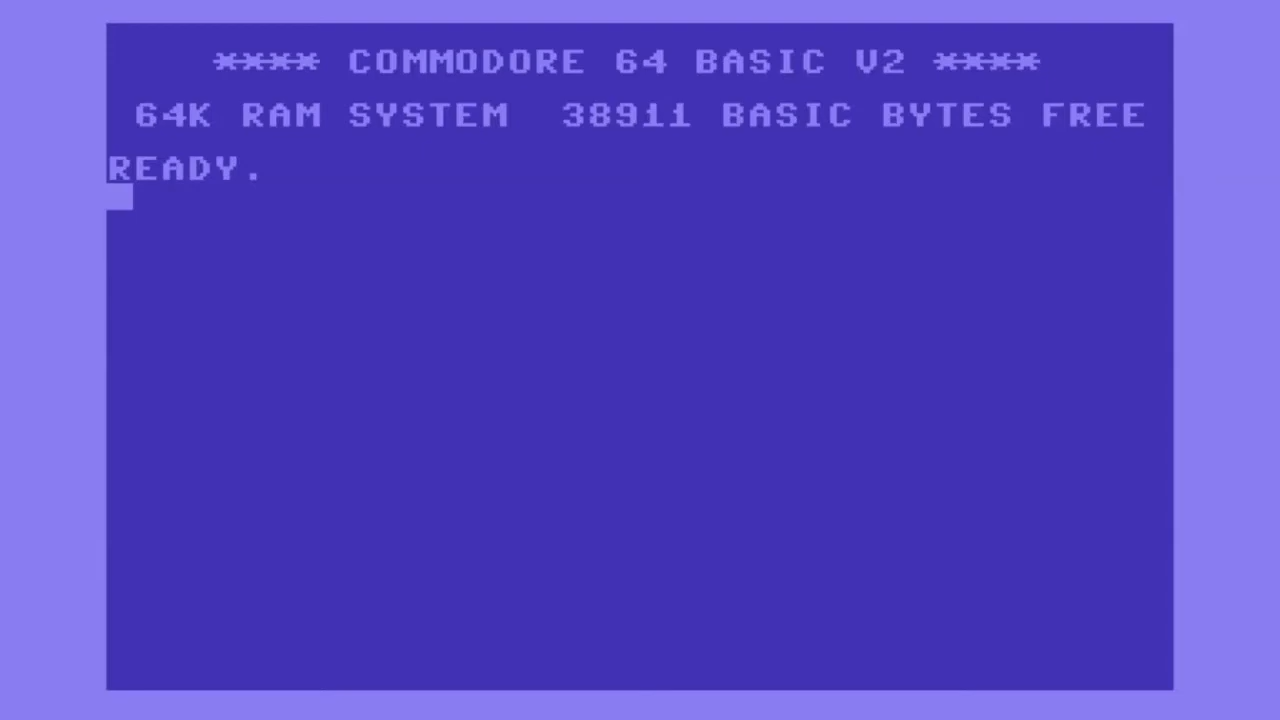 **** COMMODORE 64 BASIC V2 ****
64K RAM SYSTEM  38911 BASIC BYTES FREE
READY.